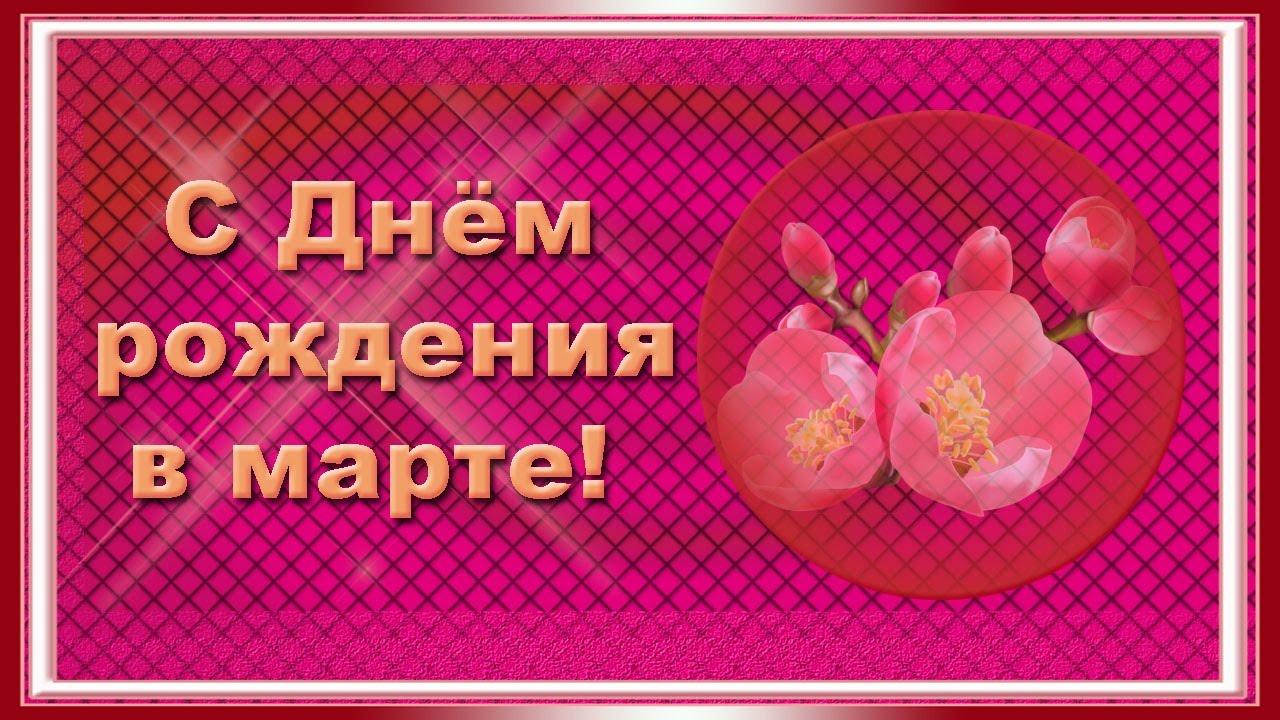 С Днём
рождения
в марте!